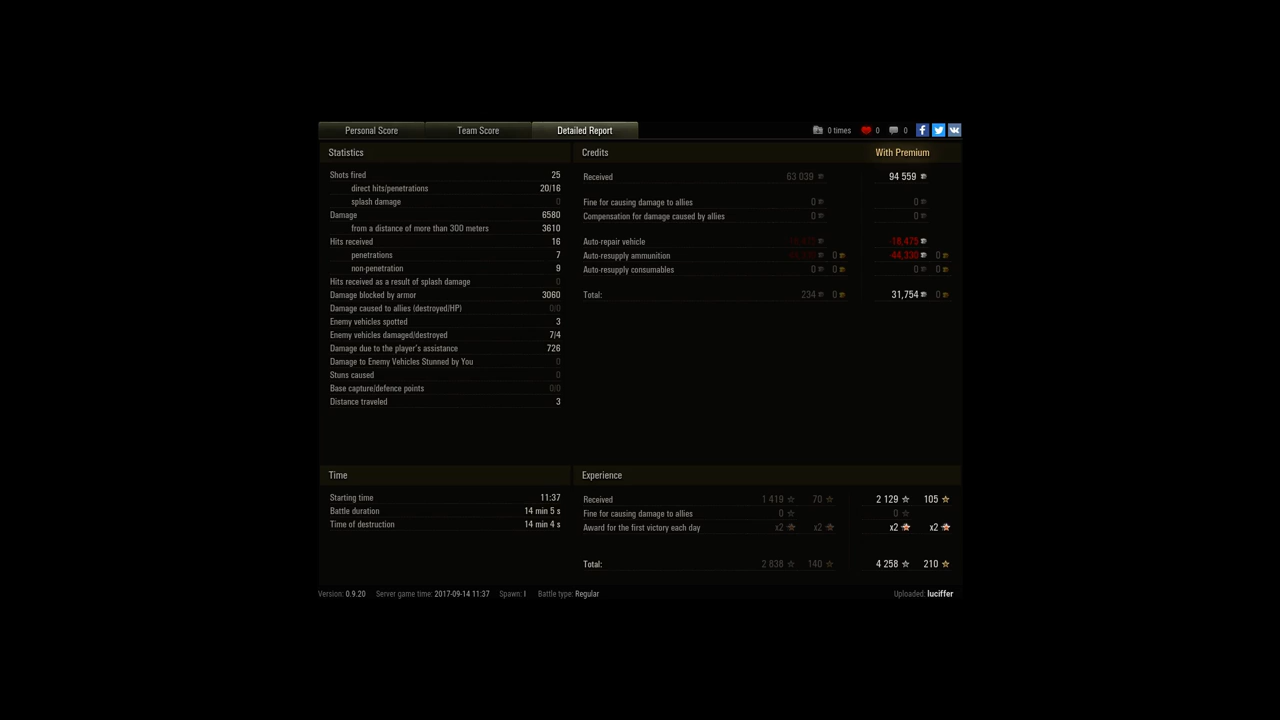 Personal Score Team Score Detailed Report 0 times 0 0
Statistics
Shots fired 25
direct hits/penetrations 20/16
splash damage 0
Damage 6580
from a distance of more than 300 meters 3610
Hits received 16
penetrations 7
non-penetration 9
Hits received as a result of splash damage 0
Damage blocked by armor 3060
Damage caused to allies (destroyed/HP) 0/0
Enemy vehicles spotted 3
Enemy vehicles damaged/destroyed 7/4
Damage due to the player's assistance 726
Damage to Enemy Vehicles Stunned by You 0
Stuns caused 0
Base capture/defence points 0/0
Distance traveled 3
Credits With Premium
Received 63 039 94 559
Fine for causing damage to allies 0 0
Compensation for damage caused by allies 0 0
Auto-repair vehicle -18,475
Auto-resupply ammunition 0 -44,330 0
Auto-resupply consumables 0 0 0 0
Total: 234 0 31,754 0
Time
Starting time 11:37
Battle duration 14 min 5 s
Time of destruction 14 min 4 s
Experience
Received 1 419 70 2 129 105
Fine for causing damage to allies 0 0
Award for the first victory each day x2 x2 x2 x2
Total: 2 838 140 4 258 210
Version: 0.9.20 Server game time: 2017-09-14 11:37 Spawn: I Battle type: Regular Uploaded: luciffer